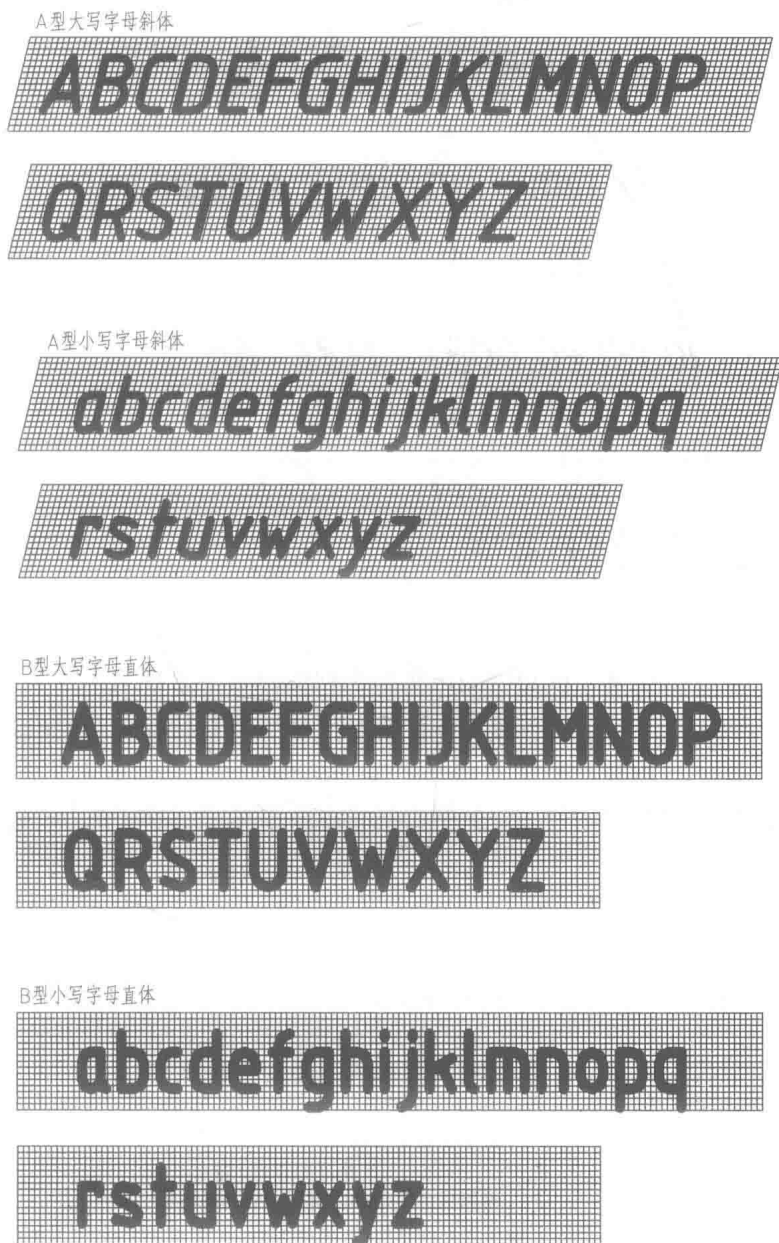 A型大写字母斜体
ABCDEFGHIJKLMNOP
QRSTUVWXYZ
A型小写字母斜体
abcdefghijklmnopq
rstuvwxyz
B型大写字母直体
ABCDEFGHIJKLMNOP
QRSTUVWXYZ
B型小写字母直体
abcdefghijklmnopq
rstuvwxyz